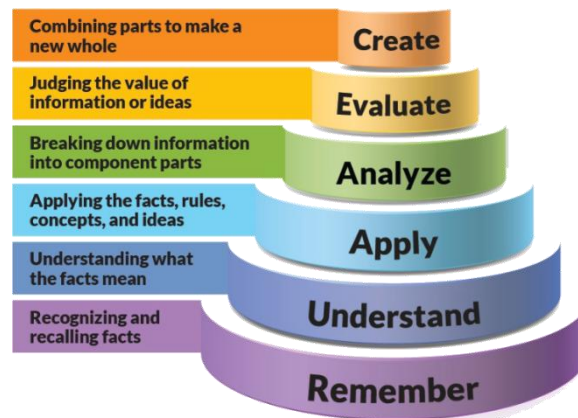 Combining parts to make a
new whole
Create
Judging the value of
information or ideas
Evaluate
Breaking down information
into component parts
Analyze
Applying the facts, rules,
concepts, and ideas
Apply
Understanding what
the facts mean
Understand
Recognizing and
recalling facts
Remember